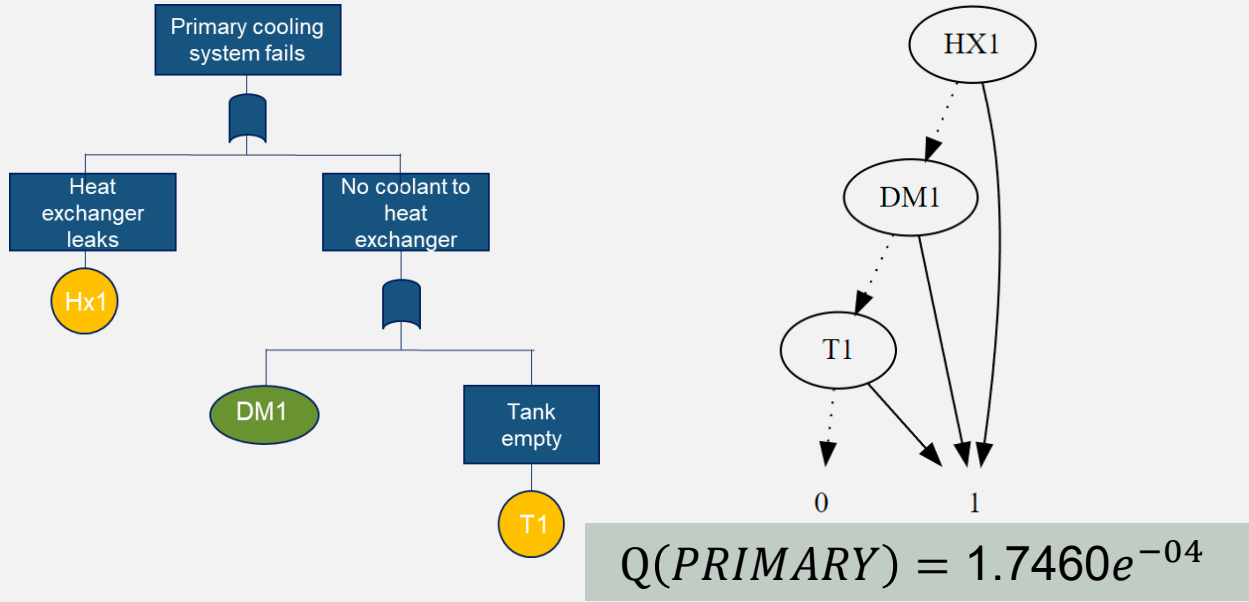 Primary cooling
system fails
Heat
exchanger
leaks
No coolant to
heat
exchanger
Hx1
DM1
Tank
empty
T1
HX1
DM1
T1
0
1
Q(PRIMARY) = 1.7460e⁻⁰⁴